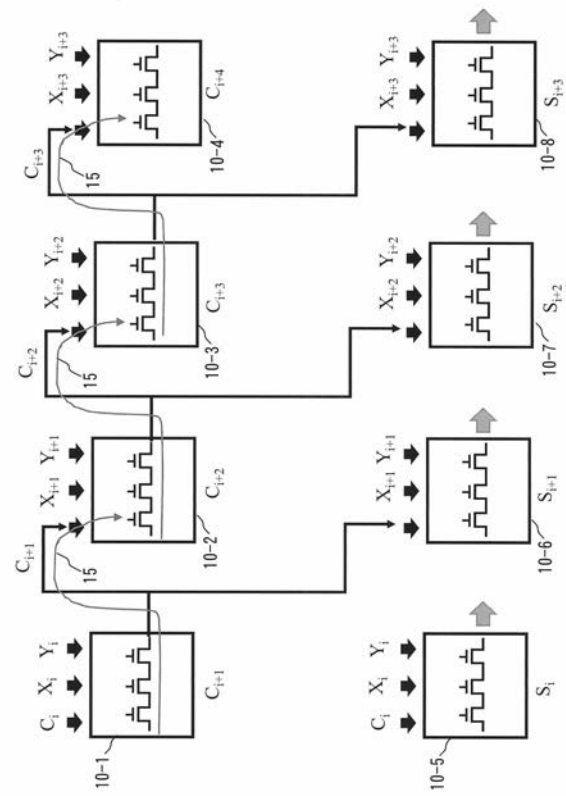 C_i X_i Y_i
10-1
C_{i+1}
C_{i+1}
15
X_{i+1} Y_{i+1}
10-2
C_{i+2}
C_{i+2}
15
X_{i+2} Y_{i+2}
10-3
C_{i+3}
C_{i+3}
15
X_{i+3} Y_{i+3}
10-4
C_{i+4}
C_i X_i Y_i
10-5
S_i
X_{i+1} Y_{i+1}
10-6
S_{i+1}
X_{i+2} Y_{i+2}
10-7
S_{i+2}
X_{i+3} Y_{i+3}
10-8
S_{i+3}